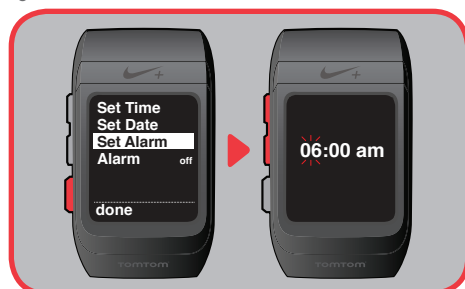 Set Time
Set Date
Set Alarm
Alarm off
done
TOMTOM
06:00 am
TOMTOM